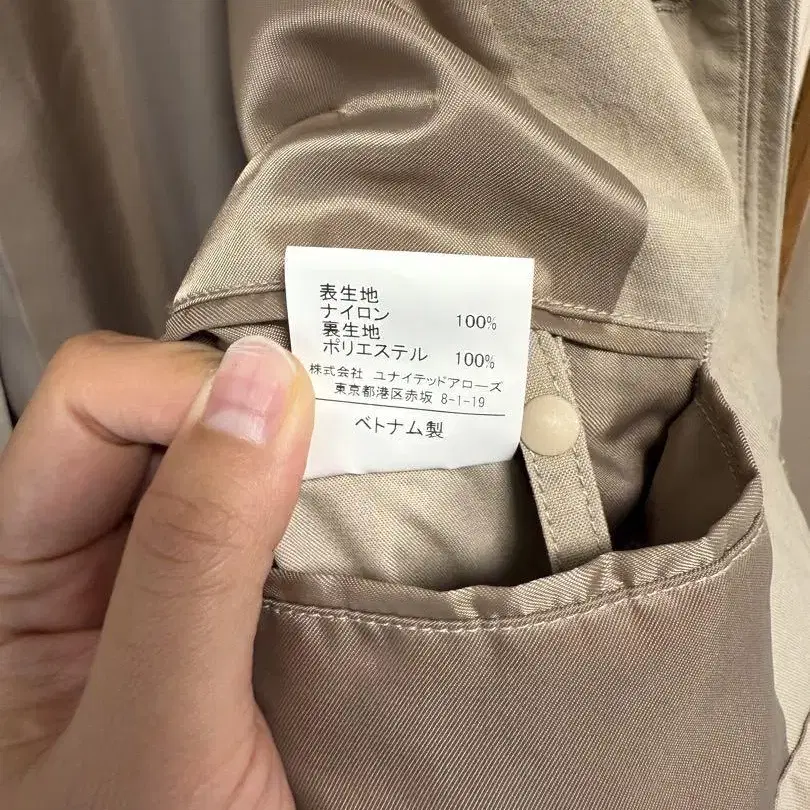 表生地
ナイロン 100%
裏生地
ポリエステル 100%
株式会社 ユナイテッドアローズ
東京都港区赤坂 8-1-19
ベトナム製